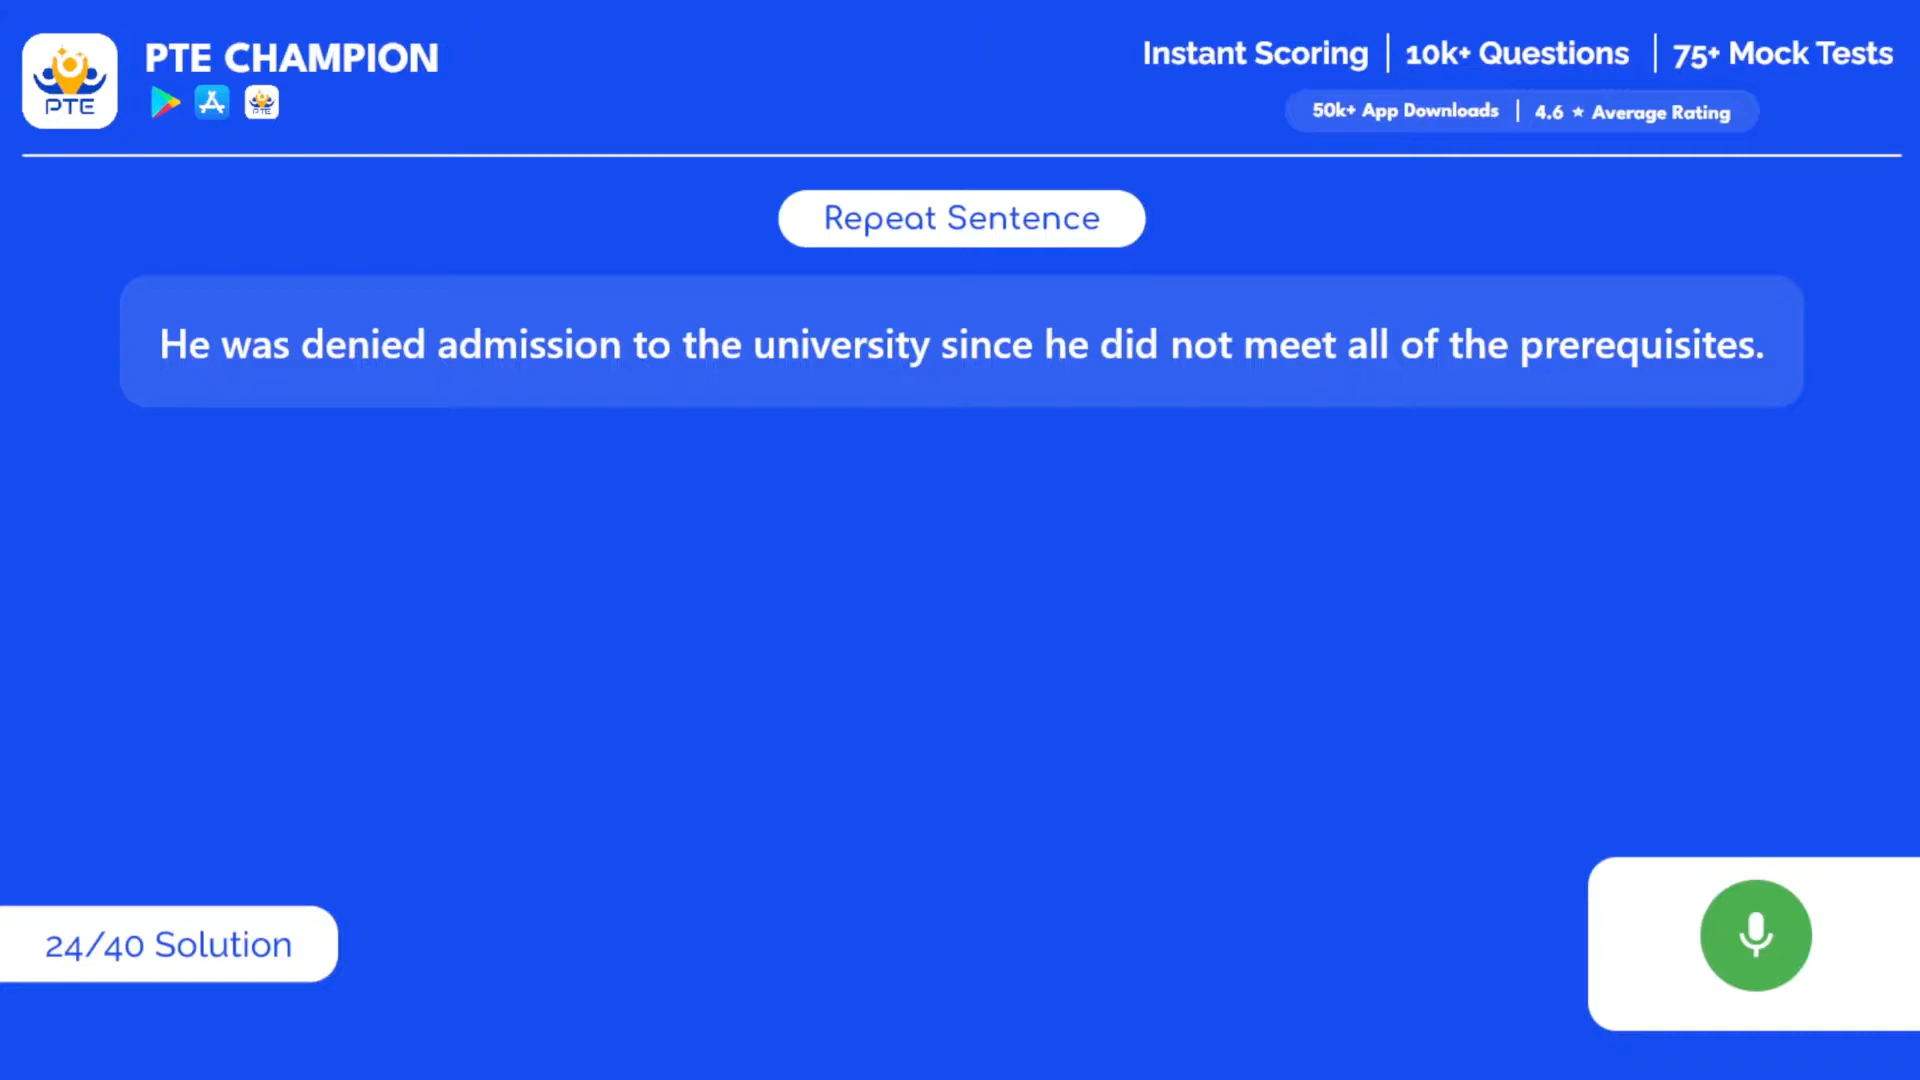 PTE CHAMPION
PTE
Instant Scoring | 10k+ Questions | 75+ Mock Tests
50k+ App Downloads | 4.6 ★ Average Rating
Repeat Sentence
He was denied admission to the university since he did not meet all of the prerequisites.
24/40 Solution